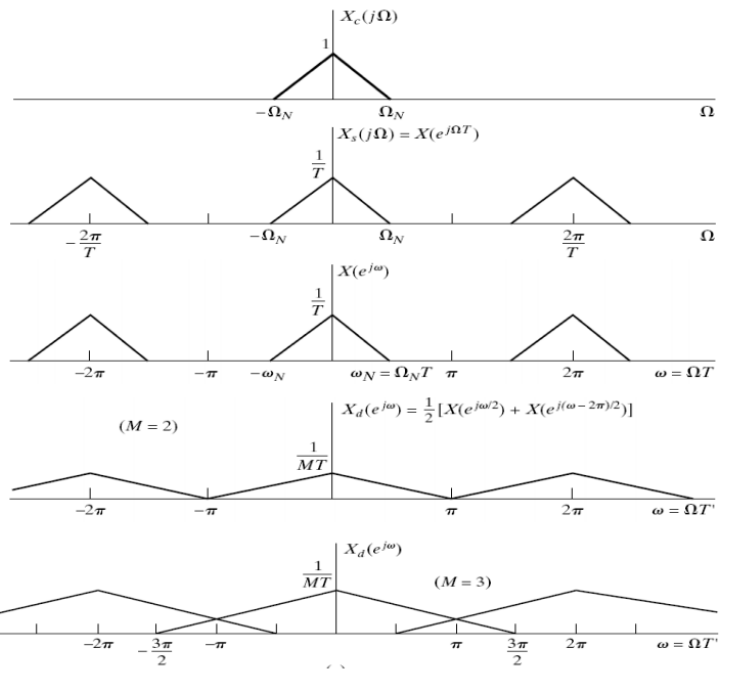 X_c(jΩ)
1
−Ω_N Ω_N Ω
X_s(jΩ) = X(e^{jΩT})
1/T
−2π/T −Ω_N Ω_N 2π/T Ω
X(e^{jω})
1/T
−2π −π −ω_N ω_N = Ω_N T π 2π ω = ΩT
X_d(e^{jω}) = 1/2 [X(e^{jω/2}) + X(e^{j(ω − 2π)/2})]
(M = 2)
1/MT
−2π −π π 2π ω = ΩT'
X_d(e^{jω})
1/MT (M = 3)
−2π −3π/2 −π π 3π/2 2π ω = ΩT'